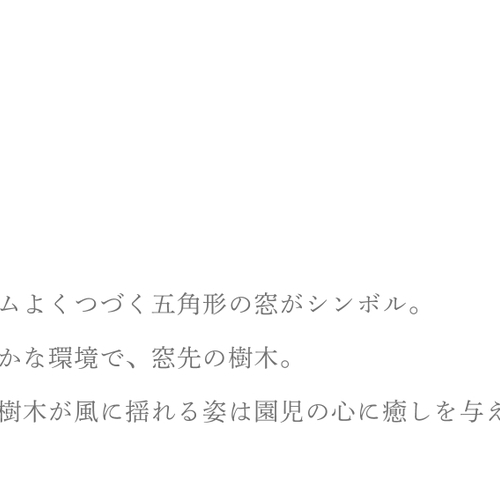 ムよくつづく五角形の窓がシンボル。
かな環境で、窓先の樹木。
樹木が風に揺れる姿は園児の心に癒しを与え